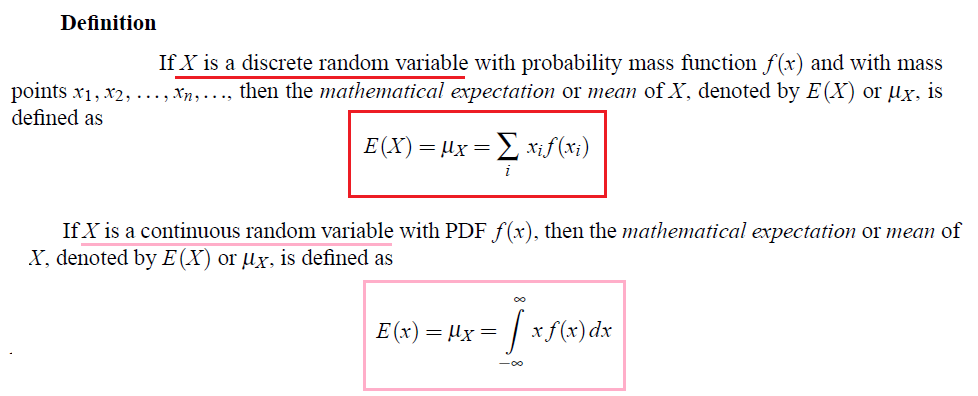 Definition
If X is a discrete random variable with probability mass function f(x) and with mass
points x₁, x₂, …, xₙ, …, then the mathematical expectation or mean of X, denoted by E(X) or μ_X, is
defined as
E(X) = μ_X = ∑_i x_i f(x_i)
If X is a continuous random variable with PDF f(x), then the mathematical expectation or mean of
X, denoted by E(X) or μ_X, is defined as
E(x) = μ_X = ∫_{-∞}^{∞} x f(x) dx